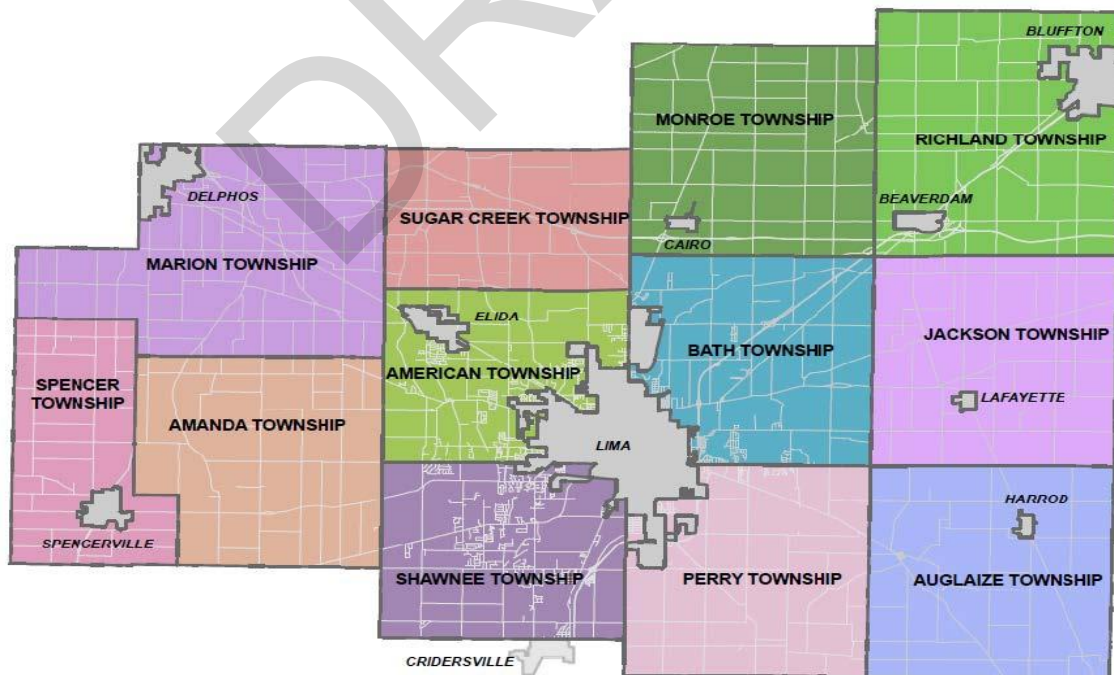 DRA
BLUFFTON
MONROE TOWNSHIP
RICHLAND TOWNSHIP
DELPHOS
BEAVERDAM
SUGAR CREEK TOWNSHIP
CAIRO
MARION TOWNSHIP
ELIDA
JACKSON TOWNSHIP
BATH TOWNSHIP
AMERICAN TOWNSHIP
SPENCER
TOWNSHIP
LAFAYETTE
AMANDA TOWNSHIP
LIMA
HARROD
SPENCERVILLE
SHAWNEE TOWNSHIP
PERRY TOWNSHIP
AUGLAIZE TOWNSHIP
CRIDERSVILLE